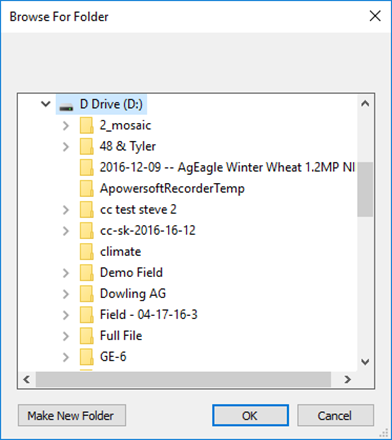 Browse For Folder
D Drive (D:)
2_mosaic
48 & Tyler
2016-12-09 -- AgEagle Winter Wheat 1.2MP NI
ApowersoftRecorderTemp
cc test steve 2
cc-sk-2016-16-12
climate
Demo Field
Dowling AG
Field - 04-17-16-3
Full File
GE-6
Make New Folder
OK
Cancel